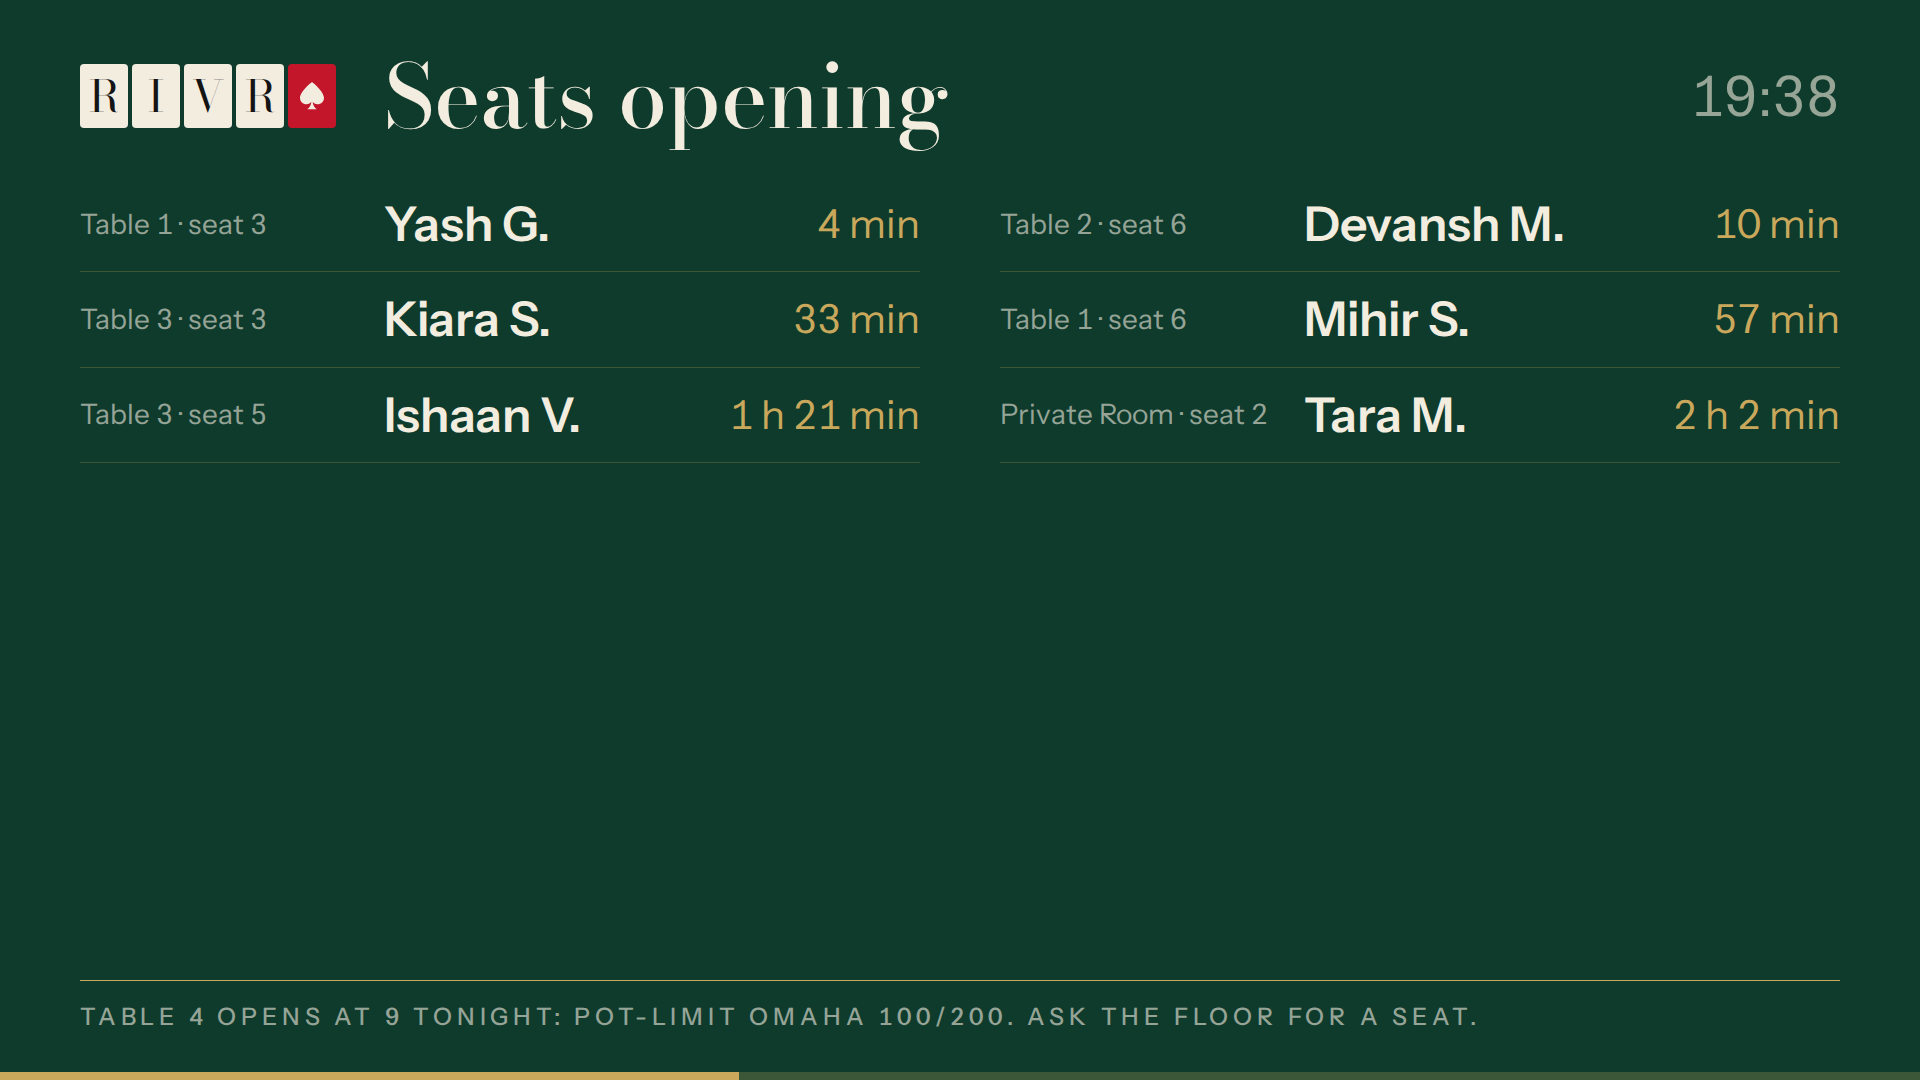 RIVR Seats opening 19:38
Table 1 · seat 3 Yash G. 4 min
Table 2 · seat 6 Devansh M. 10 min
Table 3 · seat 3 Kiara S. 33 min
Table 1 · seat 6 Mihir S. 57 min
Table 3 · seat 5 Ishaan V. 1 h 21 min
Private Room · seat 2 Tara M. 2 h 2 min
TABLE 4 OPENS AT 9 TONIGHT: POT-LIMIT OMAHA 100/200. ASK THE FLOOR FOR A SEAT.